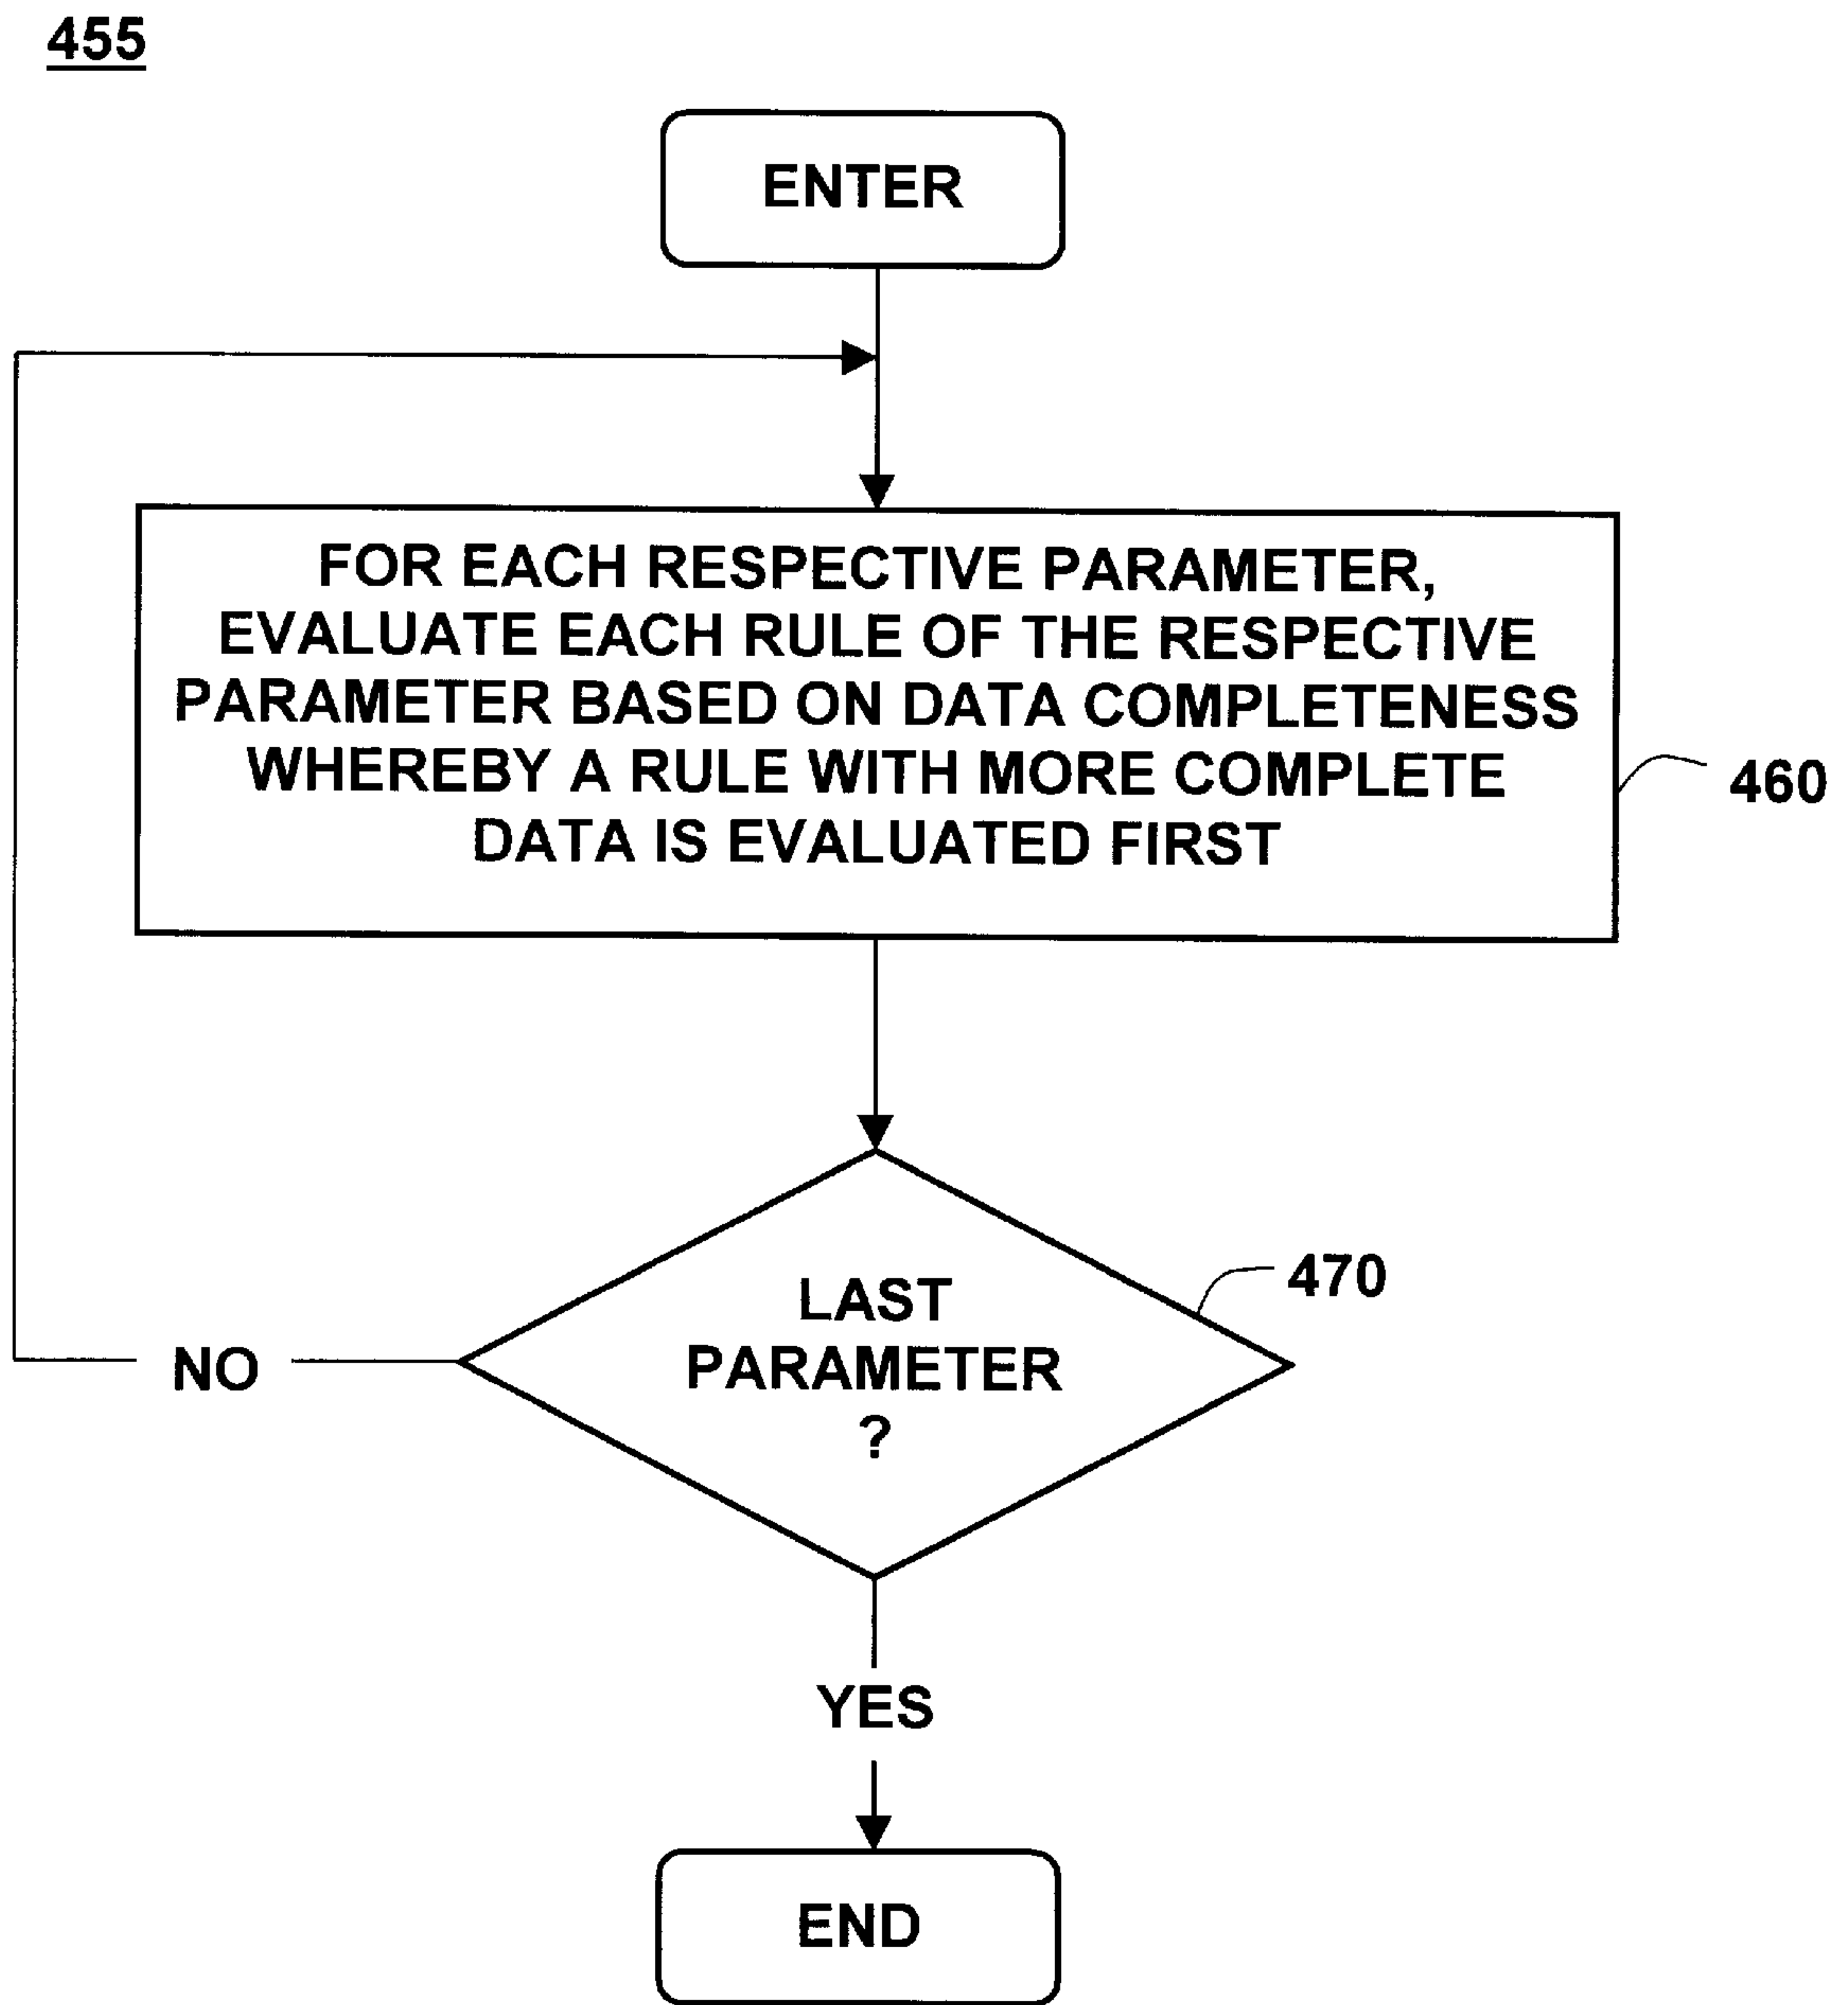 455
ENTER
FOR EACH RESPECTIVE PARAMETER,
EVALUATE EACH RULE OF THE RESPECTIVE
PARAMETER BASED ON DATA COMPLETENESS
WHEREBY A RULE WITH MORE COMPLETE
DATA IS EVALUATED FIRST
460
LAST
PARAMETER
?
470
NO
YES
END